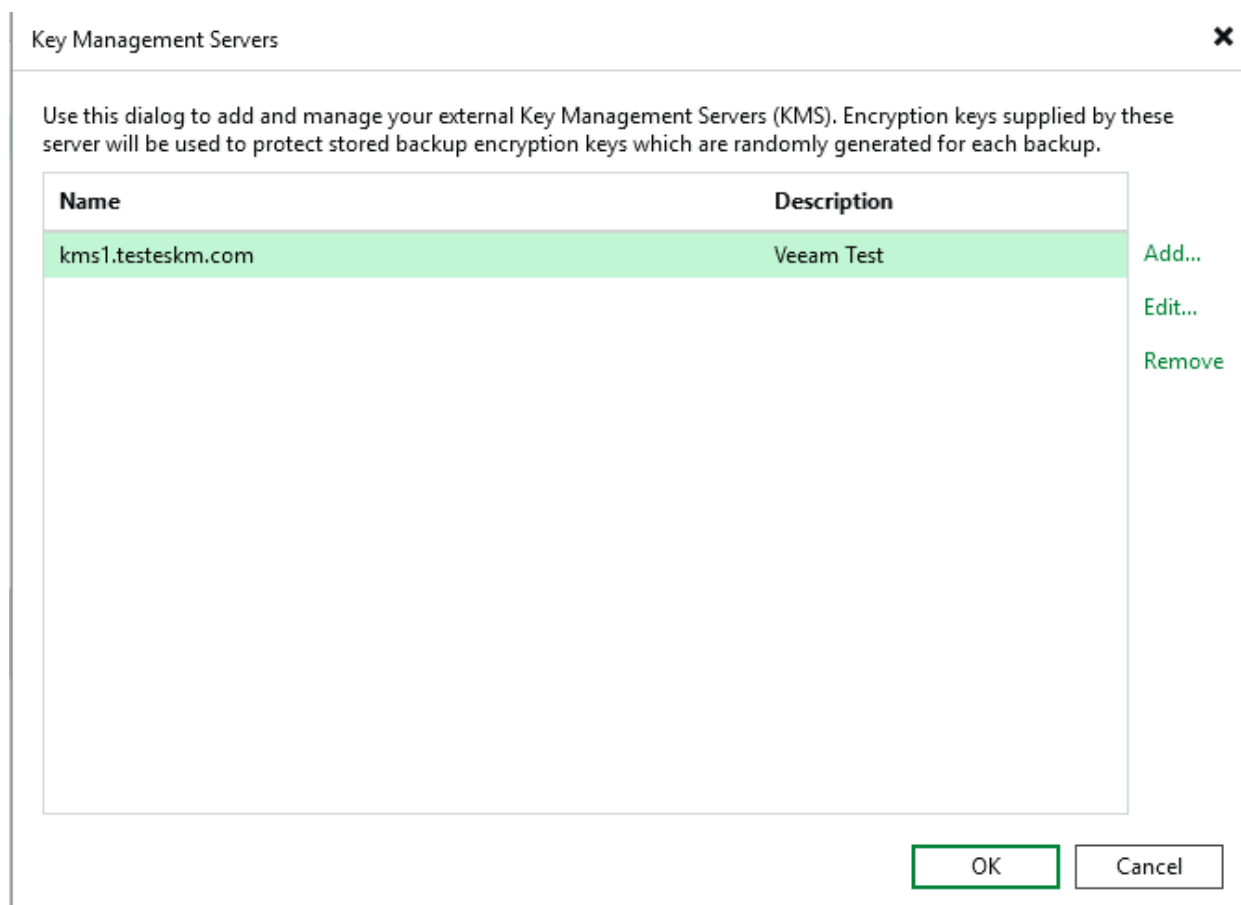 Key Management Servers
Use this dialog to add and manage your external Key Management Servers (KMS). Encryption keys supplied by these
server will be used to protect stored backup encryption keys which are randomly generated for each backup.
Name Description
kms1.testeskm.com Veeam Test
Add...
Edit...
Remove
OK Cancel